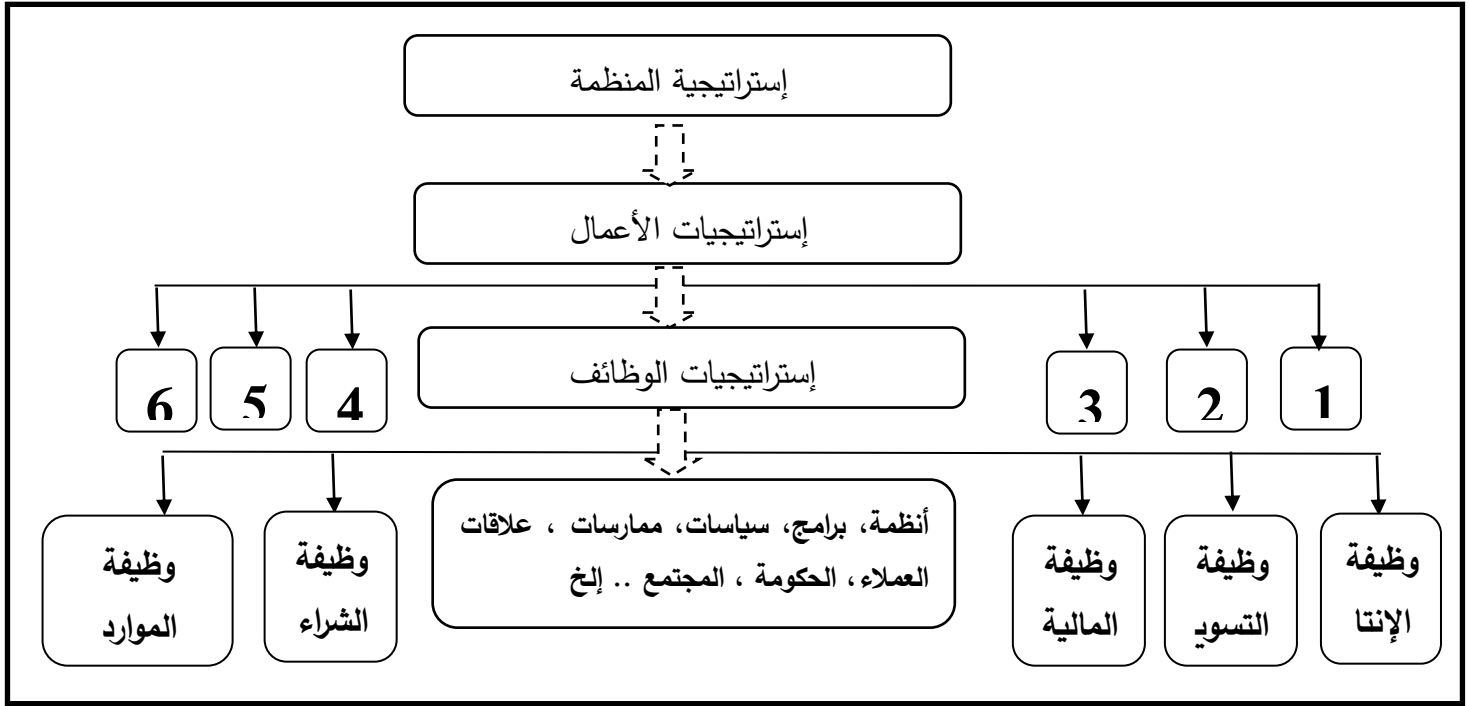 إستراتيجية المنظمة
إستراتيجيات الأعمال
1
2
3
إستراتيجيات الوظائف
4
5
6
وظيفة
الإنتا
وظيفة
التسويـ
وظيفة
المالية
أنظمة، برامج، سياسات، ممارسات ، علاقات
العملاء، الحكومة ، المجتمع .. إلخ
وظيفة
الشراء
وظيفة
الموارد